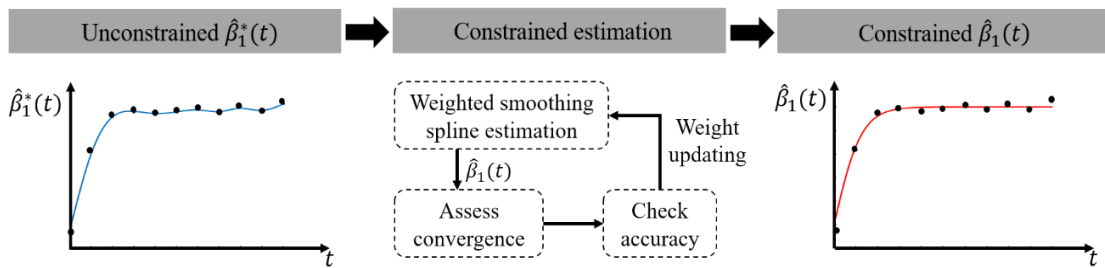 Unconstrained β̂₁*(t)
Constrained estimation
Constrained β̂₁(t)
β̂₁*(t)
t
Weighted smoothing
spline estimation
β̂₁(t)
Assess
convergence
Check
accuracy
Weight
updating
β̂₁(t)
t